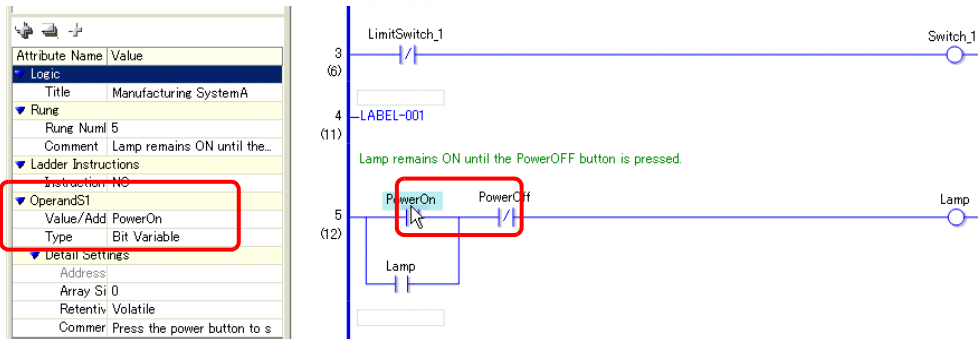 Attribute Name Value
Logic
Title Manufacturing SystemA
Rung
Rung Numl 5
Comment Lamp remains ON until the...
Ladder Instructions
Instruction NO
OperandS1
Value/Add PowerOn
Type Bit Variable
Detail Settings
Address
Array Si 0
Retentiv Volatile
Commer Press the power button to s
LimitSwitch_1
Switch_1
3
(6)
4
LABEL-001
(11)
Lamp remains ON until the PowerOFF button is pressed.
PowerOn
PowerOff
Lamp
5
(12)
Lamp